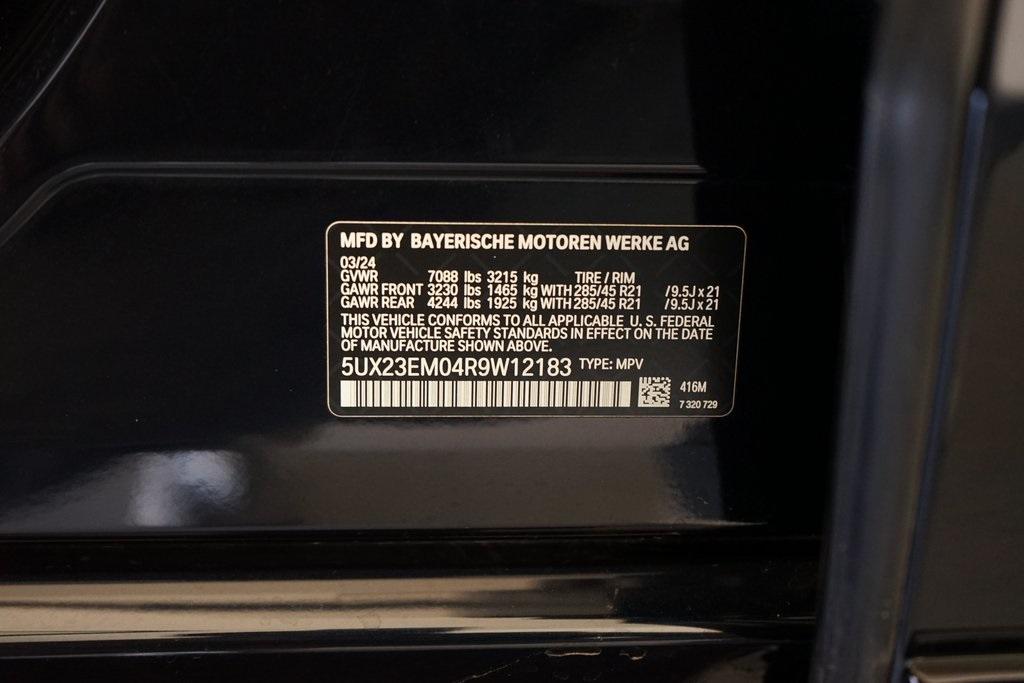 MFD BY BAYERISCHE MOTOREN WERKE AG
03/24
GVWR 7088 lbs 3215 kg TIRE / RIM
GAWR FRONT 3230 lbs 1465 kg WITH 285/45 R21 / 9.5J x 21
GAWR REAR 4244 lbs 1925 kg WITH 285/45 R21 / 9.5J x 21
THIS VEHICLE CONFORMS TO ALL APPLICABLE U. S. FEDERAL
MOTOR VEHICLE SAFETY STANDARDS IN EFFECT ON THE DATE
OF MANUFACTURE SHOWN ABOVE.
5UX23EM04R9W12183 TYPE: MPV
416M
7 320 729